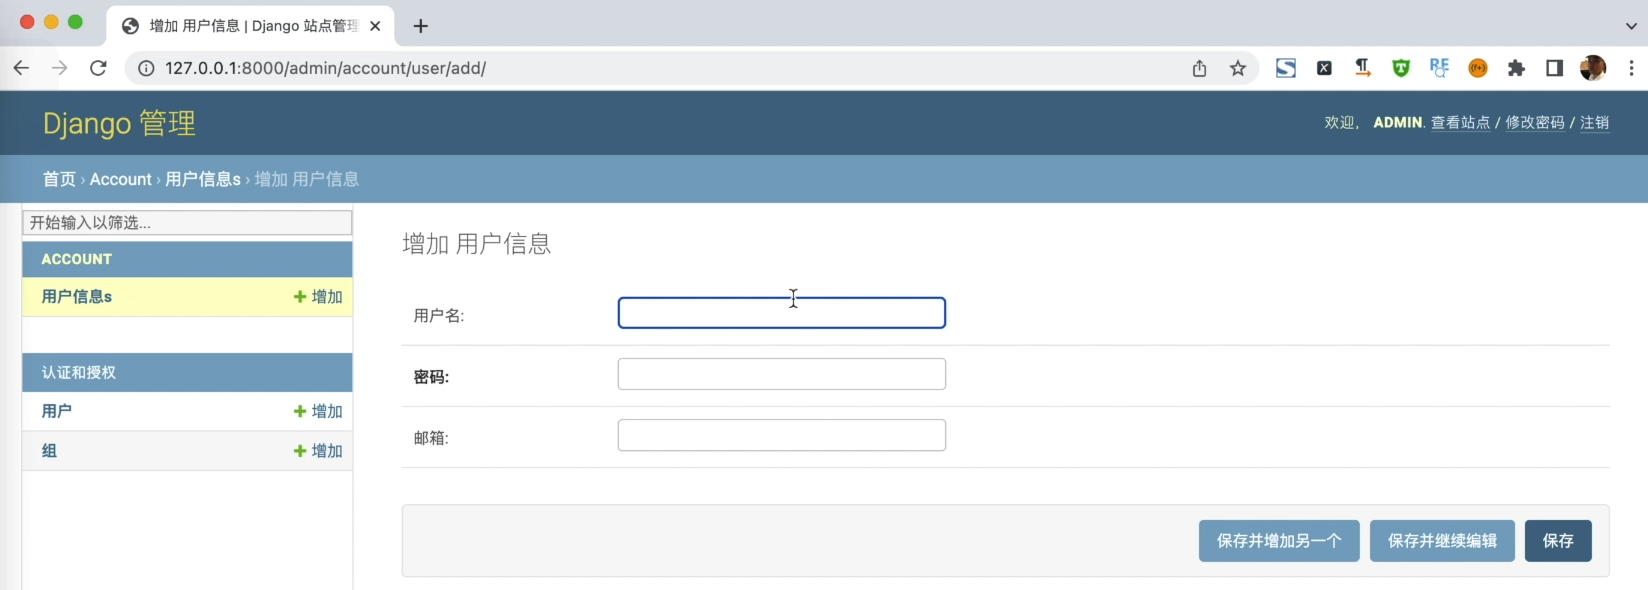 增加 用户信息 | Django 站点管理
127.0.0.1:8000/admin/account/user/add/
Django 管理
欢迎， ADMIN. 查看站点 / 修改密码 / 注销
首页 › Account › 用户信息s › 增加 用户信息
开始输入以筛选...
ACCOUNT
用户信息s 增加
认证和授权
用户 增加
组 增加
增加 用户信息
用户名:
密码:
邮箱:
保存并增加另一个 保存并继续编辑 保存